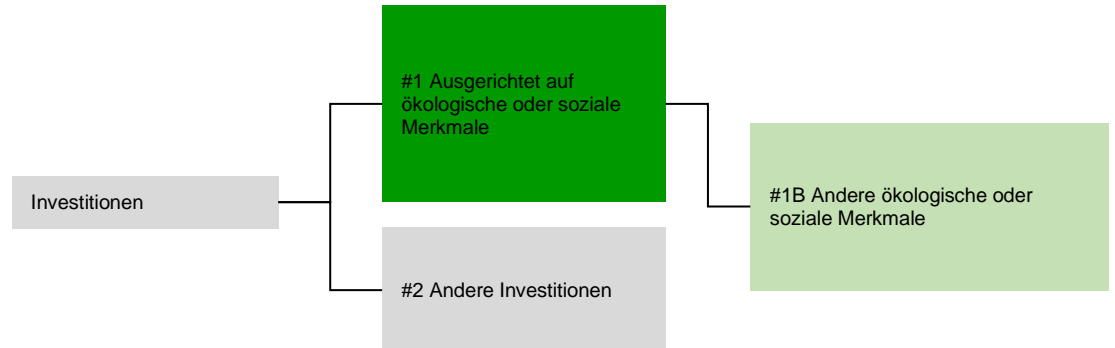 #1 Ausgerichtet auf
ökologische oder soziale
Merkmale
Investitionen
#1B Andere ökologische oder
soziale Merkmale
#2 Andere Investitionen